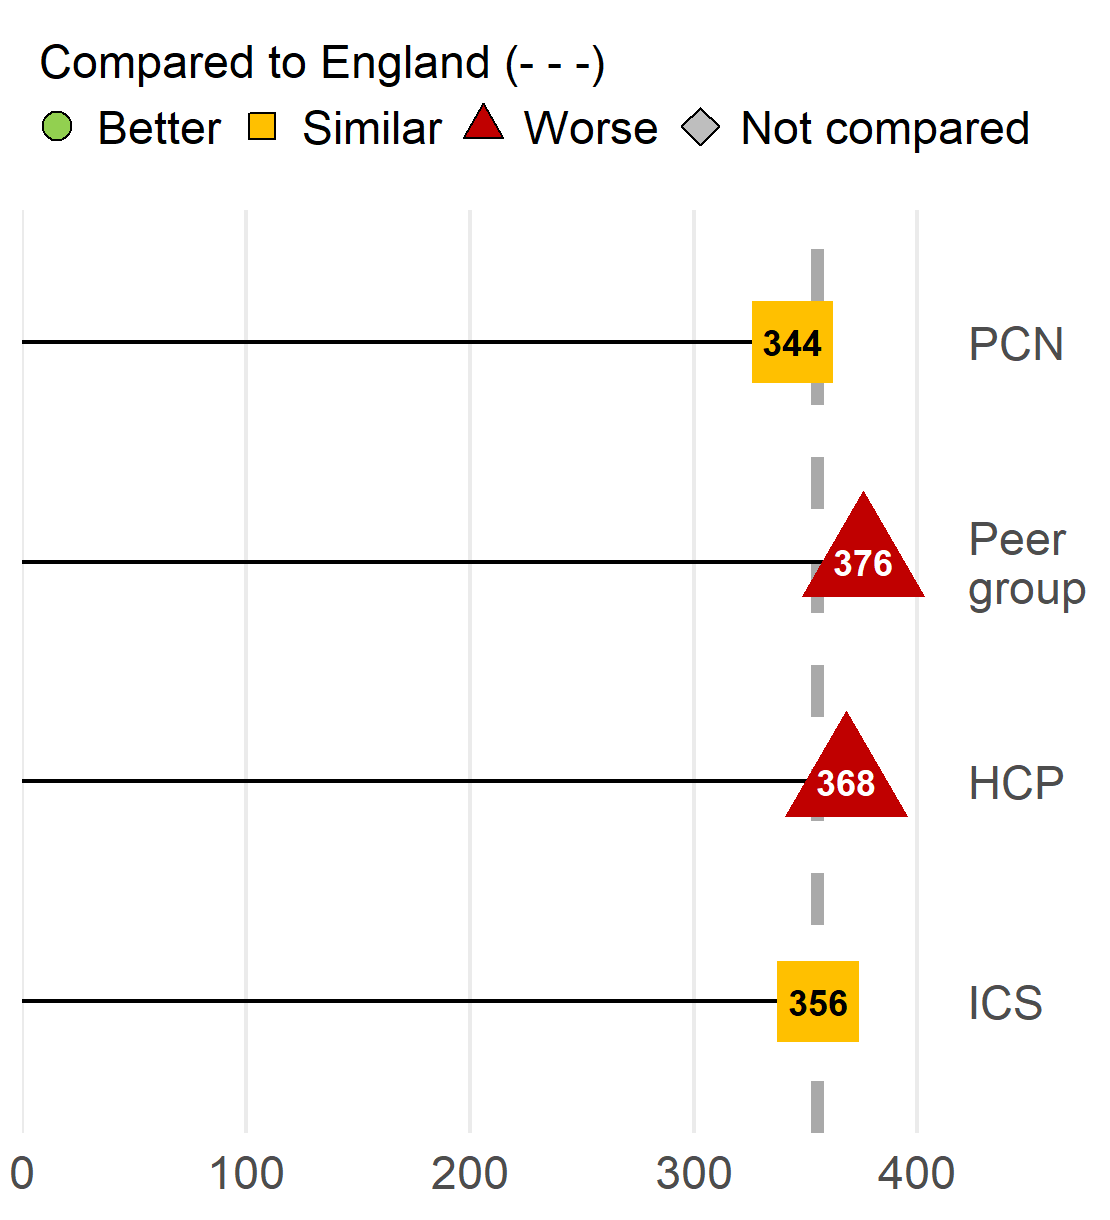 Compared to England (- - -)
Better Similar Worse Not compared
344 PCN
376 Peer
group
368 HCP
356 ICS
0 100 200 300 400